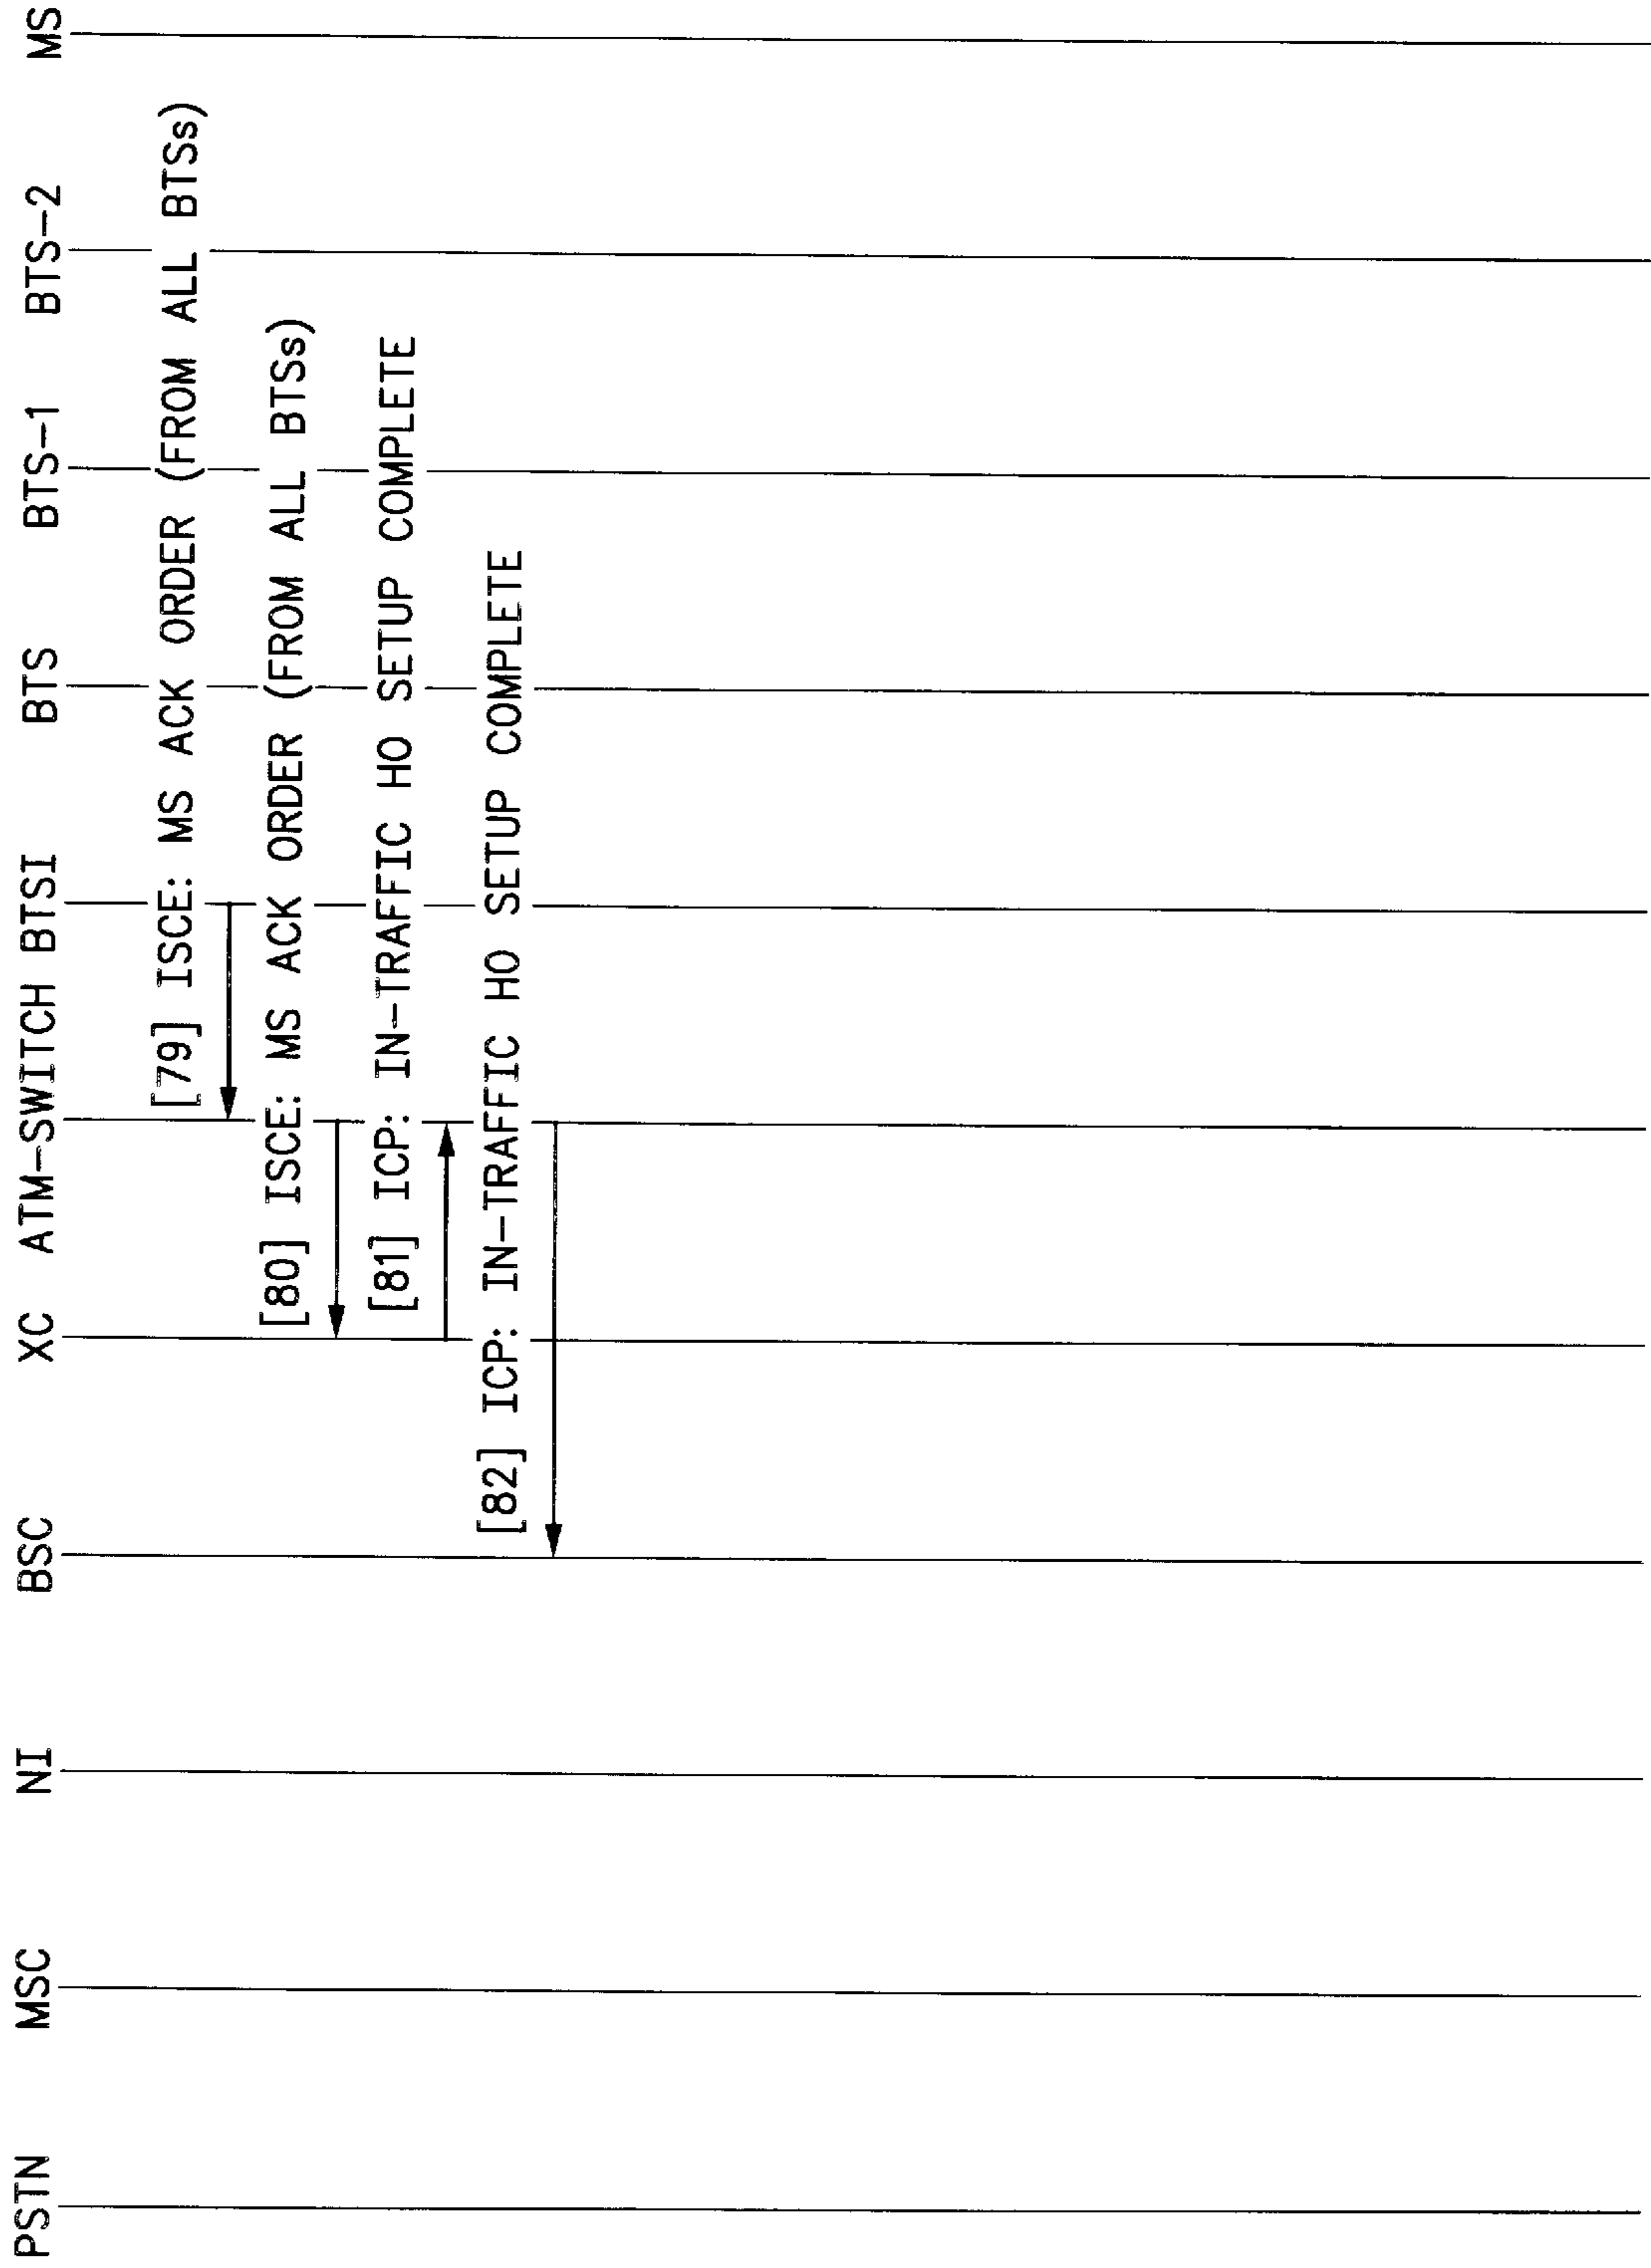 PSTN MSC NI BSC XC ATM-SWITCH BTSI BTS BTS-1 BTS-2 MS
[79] ISCE: MS ACK ORDER (FROM ALL BTSs)
[80] ISCE: MS ACK ORDER (FROM ALL BTSs)
[81] ICP: IN-TRAFFIC HO SETUP COMPLETE
[82] ICP: IN-TRAFFIC HO SETUP COMPLETE